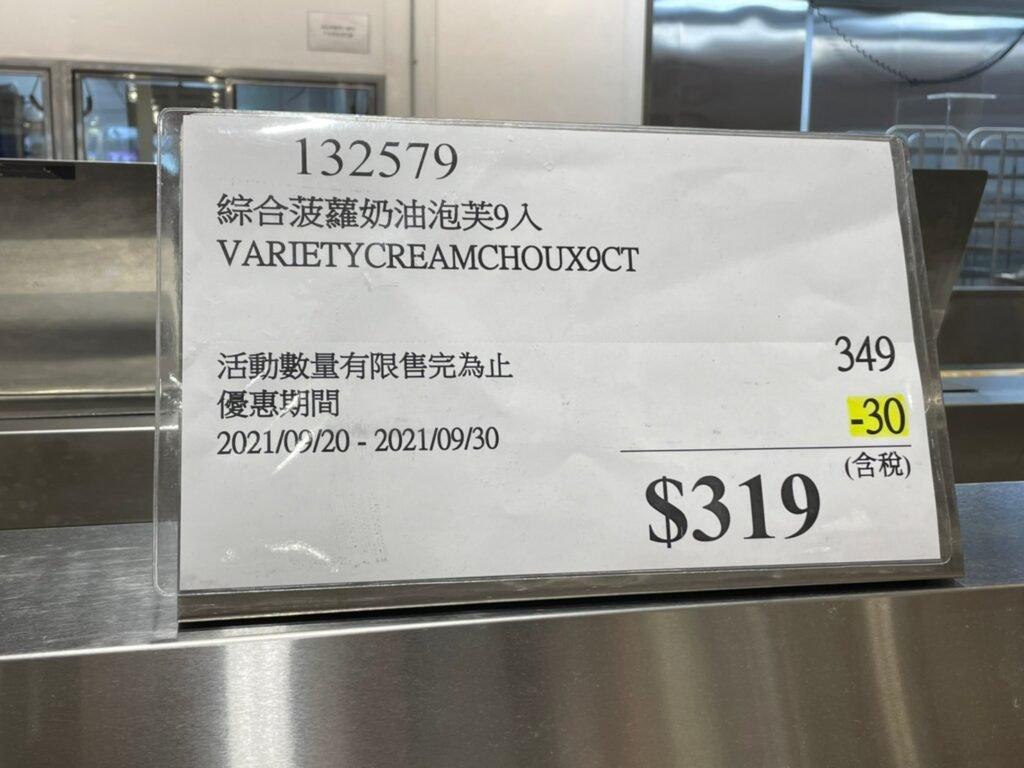 132579
綜合菠蘿奶油泡芙9入
VARIETYCREAMCHOUX9CT
活動數量有限售完為止
優惠期間
2021/09/20 - 2021/09/30
349
-30
(含稅)
$319